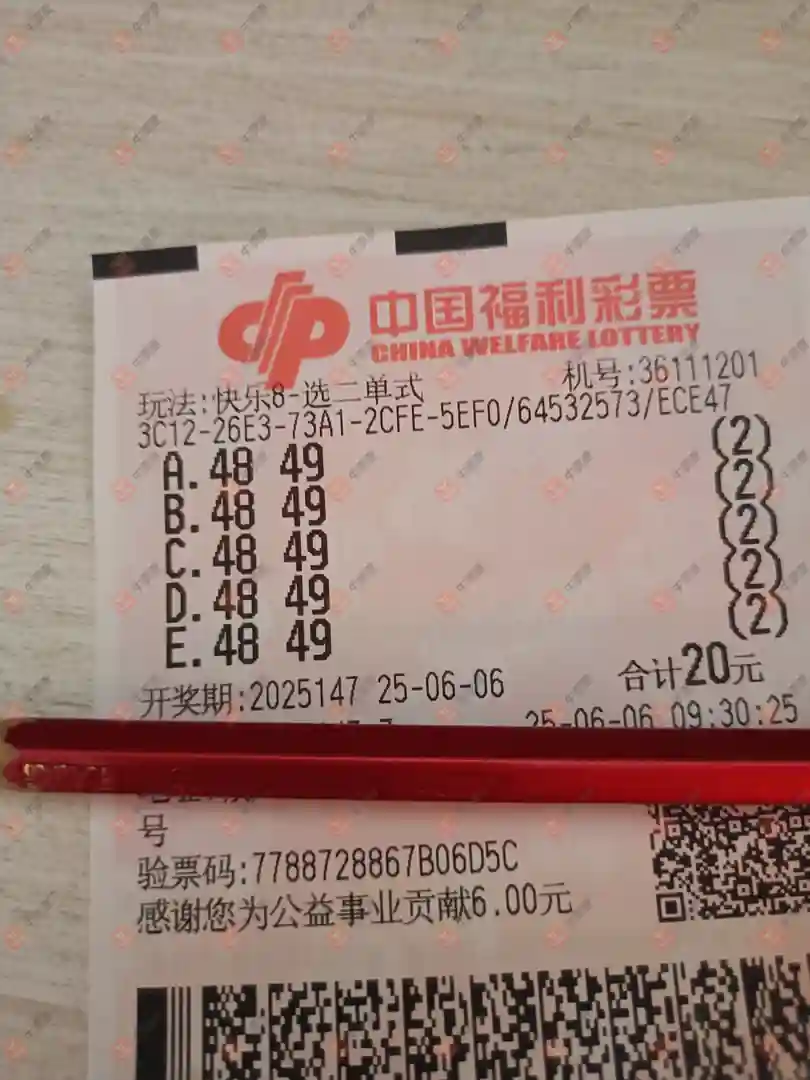 中国福利彩票
CHINA WELFARE LOTTERY
玩法:快乐8-选二单式 机号:36111201
3C12-26E3-73A1-2CFE-5EF0/64532573/ECE47
A.48 49 (2)
B.48 49 (2)
C.48 49 (2)
D.48 49 (2)
E.48 49 (2)
开奖期:2025147 25-06-06 合计20元
25-06-06 09:30:25
号
验票码:7788728867B06D5C
感谢您为公益事业贡献6.00元